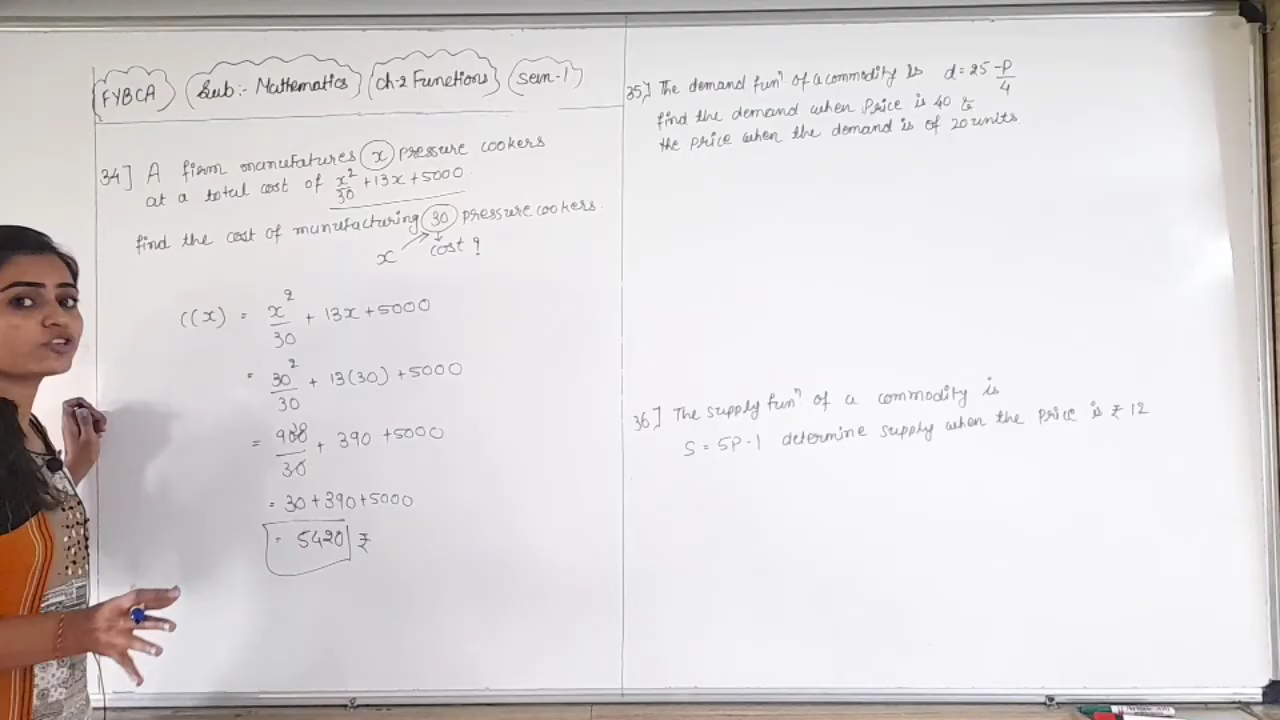 FYBCA Sub:- Mathematics Ch-2 Functions Sem-1
34] A firm manufatures x pressure cookers
at a total cost of x²/30 + 13x + 5000
find the cost of manufacturing 30 pressure cookers.
x cost?
C(x) = x²/30 + 13x + 5000
= 30²/30 + 13(30) + 5000
= 900/30 + 390 + 5000
= 30 + 390 + 5000
= 5420 ₹
35] The demand funⁿ of a commodity is d = 25 - P/4
find the demand when price is 40 &
the price when the demand is of 20 units.
36] The supply funⁿ of a commodity is
S = 5P - 1 determine supply when the price is ₹ 12